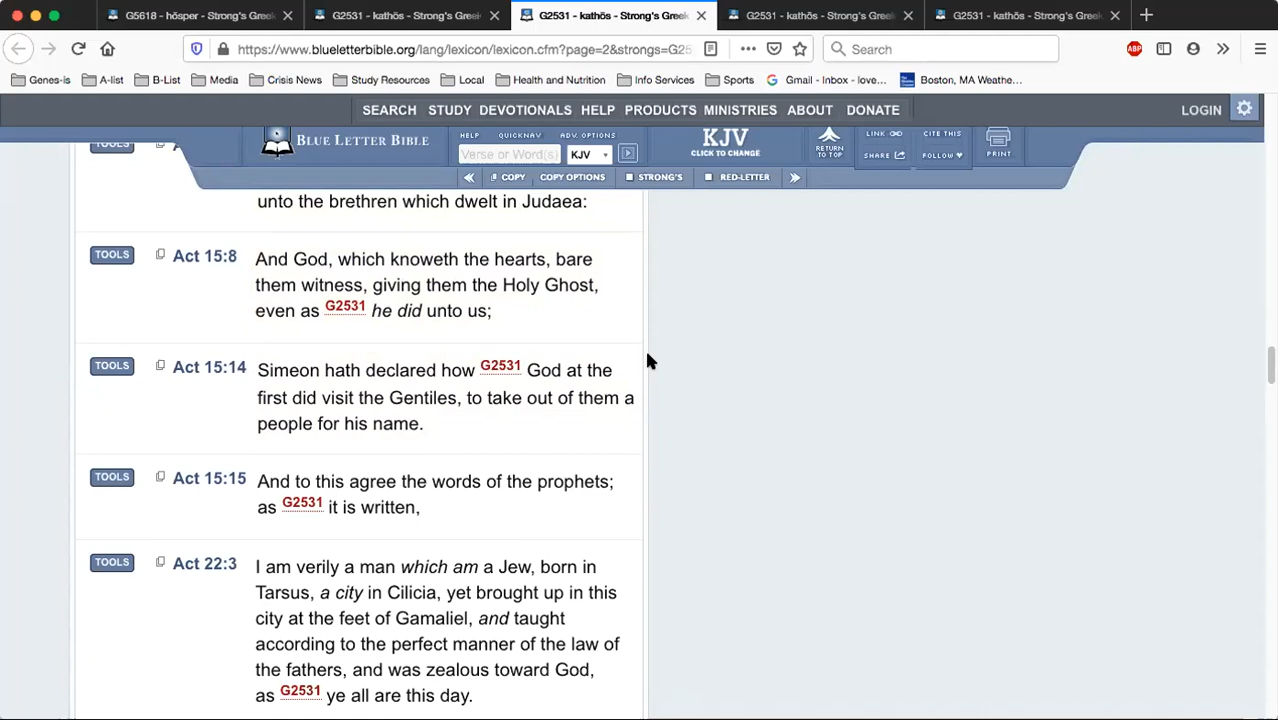 G5618 - hōsper - Strong's Greek
G2531 - kathōs - Strong's Greek
G2531 - kathōs - Strong's Greek
G2531 - kathōs - Strong's Greek
G2531 - kathōs - Strong's Greek
https://www.blueletterbible.org/lang/lexicon/lexicon.cfm?page=2&strongs=G25
Search
ABP
Genes-is
A-list
B-List
Media
Crisis News
Study Resources
Local
Health and Nutrition
Info Services
Sports
Gmail - Inbox - love...
Boston, MA Weathe...
SEARCH STUDY DEVOTIONALS HELP PRODUCTS MINISTRIES ABOUT DONATE
LOGIN
BLUE LETTER BIBLE
HELP QUICKNAV ADV. OPTIONS
Verse or Word(s) KJV
KJV
CLICK TO CHANGE
RETURN
TO TOP
LINK
SHARE
CITE THIS
FOLLOW
PRINT
COPY COPY OPTIONS STRONG'S RED-LETTER
TOOLS
unto the brethren which dwelt in Judaea:
TOOLS Act 15:8 And God, which knoweth the hearts, bare
them witness, giving them the Holy Ghost,
even as G2531 he did unto us;
TOOLS Act 15:14 Simeon hath declared how G2531 God at the
first did visit the Gentiles, to take out of them a
people for his name.
TOOLS Act 15:15 And to this agree the words of the prophets;
as G2531 it is written,
TOOLS Act 22:3 I am verily a man which am a Jew, born in
Tarsus, a city in Cilicia, yet brought up in this
city at the feet of Gamaliel, and taught
according to the perfect manner of the law of
the fathers, and was zealous toward God,
as G2531 ye all are this day.